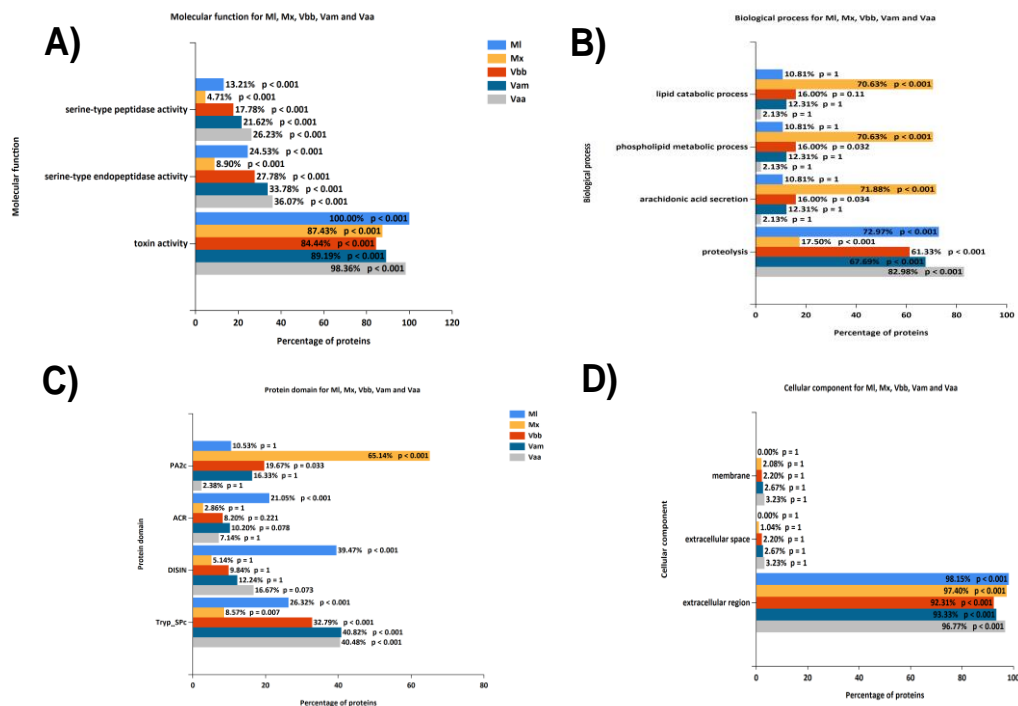 A)
Molecular function for Ml, Mx, Vbb, Vam and Vaa
Ml
Mx
Vbb
Vam
Vaa
Molecular function
serine-type peptidase activity
13.21% p < 0.001
4.71% p < 0.001
17.78% p < 0.001
21.62% p < 0.001
26.23% p < 0.001
serine-type endopeptidase activity
24.53% p < 0.001
8.90% p < 0.001
27.78% p < 0.001
33.78% p < 0.001
36.07% p < 0.001
toxin activity
100.00% p < 0.001
87.43% p < 0.001
84.44% p < 0.001
89.19% p < 0.001
98.36% p < 0.001
0 20 40 60 80 100 120
Percentage of proteins
B)
Biological process for Ml, Mx, Vbb, Vam and Vaa
Biological process
lipid catabolic process
10.81% p = 1
70.63% p < 0.001
16.00% p = 0.11
12.31% p = 1
2.13% p = 1
phospholipid metabolic process
10.81% p = 1
70.63% p < 0.001
16.00% p = 0.032
12.31% p = 1
2.13% p = 1
arachidonic acid secretion
10.81% p = 1
71.88% p < 0.001
16.00% p = 0.034
12.31% p = 1
2.13% p = 1
proteolysis
72.97% p < 0.001
17.50% p < 0.001
61.33% p < 0.001
67.69% p < 0.001
82.98% p < 0.001
0 20 40 60 80 100
Percentage of proteins
C)
Protein domain for Ml, Mx, Vbb, Vam and Vaa
Ml
Mx
Vbb
Vam
Vaa
Protein domain
PA2c
10.53% p = 1
65.14% p < 0.001
19.67% p = 0.033
16.33% p = 1
2.38% p = 1
ACR
21.05% p < 0.001
2.86% p = 1
8.20% p = 0.221
10.20% p = 0.078
7.14% p = 1
DISIN
39.47% p < 0.001
5.14% p = 1
9.84% p = 1
12.24% p = 1
16.67% p = 0.073
Tryp_SPc
26.32% p < 0.001
8.57% p = 0.007
32.79% p < 0.001
40.82% p < 0.001
40.48% p < 0.001
0 20 40 60 80
Percentage of proteins
D)
Cellular component for Ml, Mx, Vbb, Vam and Vaa
Cellular component
membrane
0.00% p = 1
2.08% p = 1
2.20% p = 1
2.67% p = 1
3.23% p = 1
extracellular space
0.00% p = 1
1.04% p = 1
2.20% p = 1
2.67% p = 1
3.23% p = 1
extracellular region
98.15% p < 0.001
97.40% p < 0.001
92.31% p < 0.001
93.33% p < 0.001
96.77% p < 0.001
0 20 40 60 80 100
Percentage of proteins